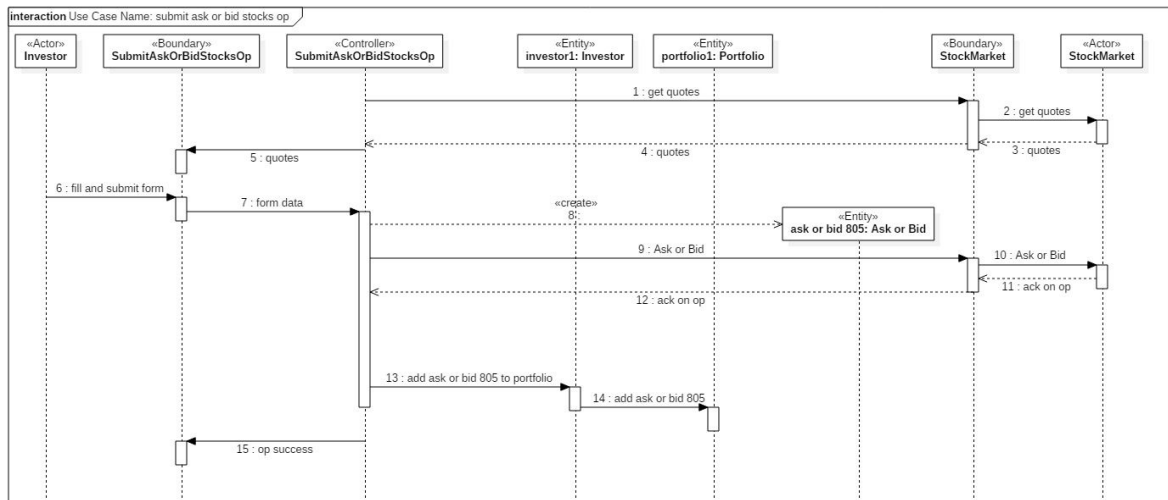 interaction Use Case Name: submit ask or bid stocks op
«Actor»
Investor
«Boundary»
SubmitAskOrBidStocksOp
«Controller»
SubmitAskOrBidStocksOp
«Entity»
investor1: Investor
«Entity»
portfolio1: Portfolio
«Boundary»
StockMarket
«Actor»
StockMarket
1 : get quotes
2 : get quotes
3 : quotes
4 : quotes
5 : quotes
6 : fill and submit form
7 : form data
«create»
8 :
«Entity»
ask or bid 805: Ask or Bid
9 : Ask or Bid
10 : Ask or Bid
11 : ack on op
12 : ack on op
13 : add ask or bid 805 to portfolio
14 : add ask or bid 805
15 : op success